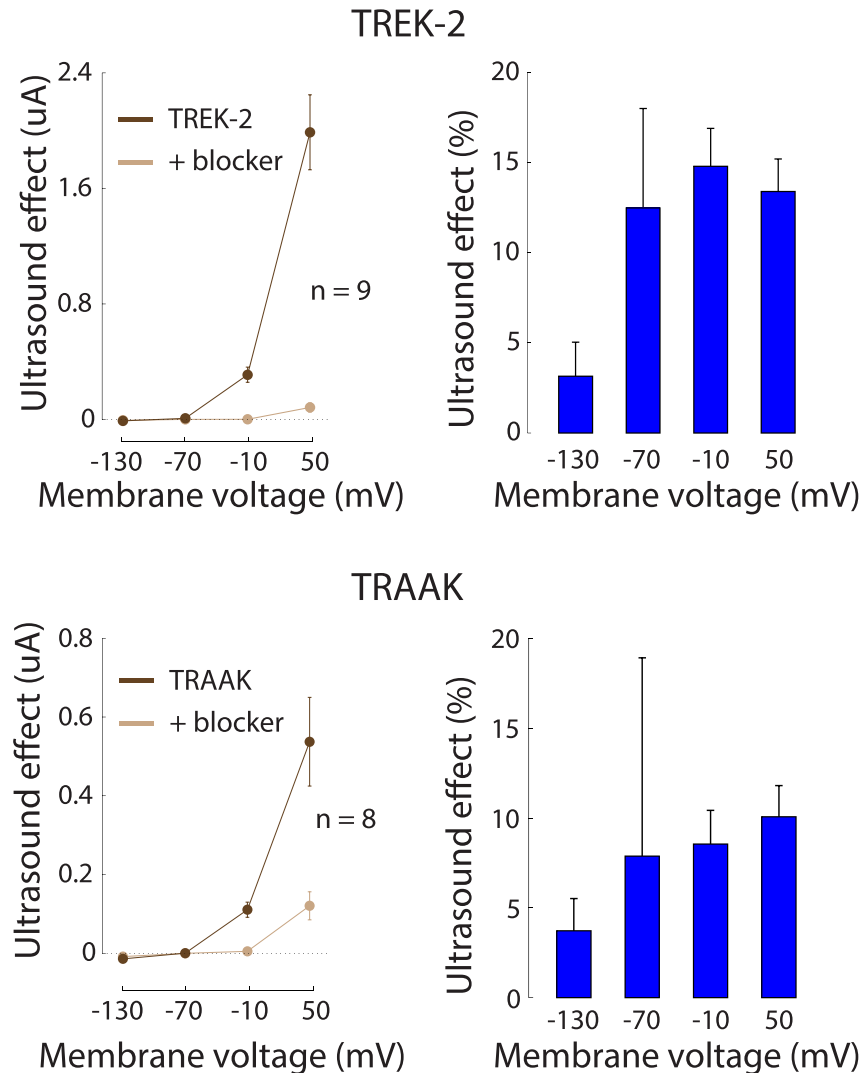 TREK-2
Ultrasound effect (uA)
2.4
1.6
0.8
0
TREK-2
+ blocker
n = 9
-130 -70 -10 50
Membrane voltage (mV)
Ultrasound effect (%)
20
15
10
5
0
-130 -70 -10 50
Membrane voltage (mV)
TRAAK
Ultrasound effect (uA)
0.8
0.6
0.4
0.2
0
TRAAK
+ blocker
n = 8
-130 -70 -10 50
Membrane voltage (mV)
Ultrasound effect (%)
20
15
10
5
0
-130 -70 -10 50
Membrane voltage (mV)